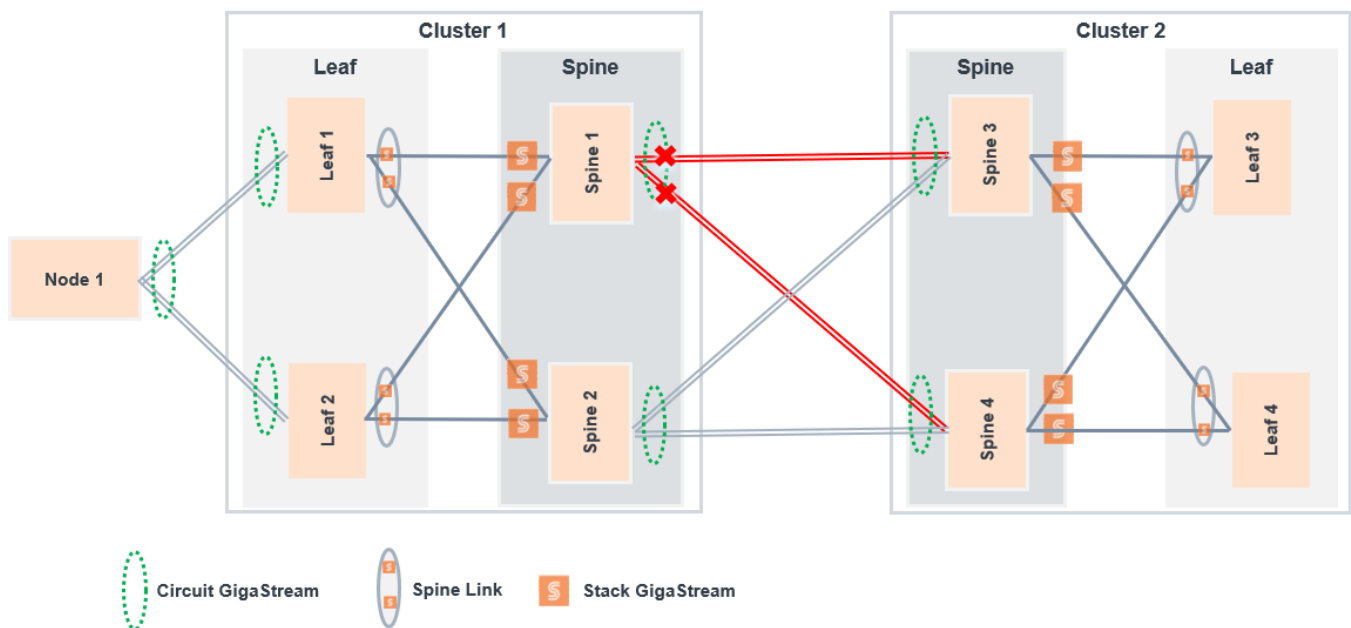 Cluster 1
Cluster 2
Leaf
Spine
Spine
Leaf
Leaf 1
Spine 1
Spine 3
Leaf 3
Node 1
Leaf 2
Spine 2
Spine 4
Leaf 4
Circuit GigaStream
Spine Link
Stack GigaStream